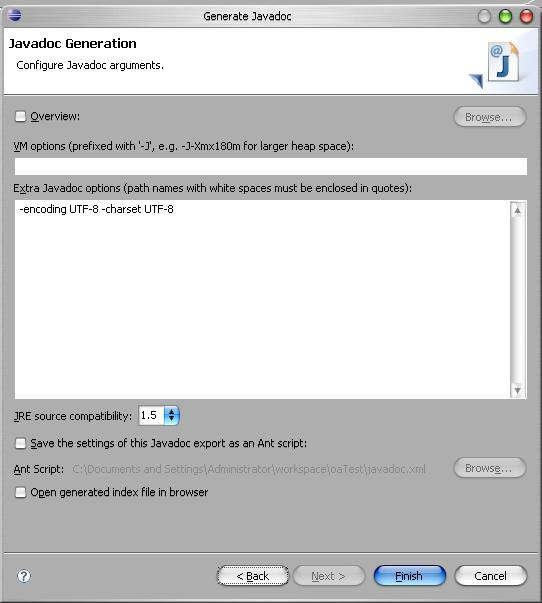 Generate Javadoc
Javadoc Generation
Configure Javadoc arguments.
@
J
Overview:
Browse...
VM options (prefixed with '-J', e.g. -J-Xmx180m for larger heap space):
Extra Javadoc options (path names with white spaces must be enclosed in quotes):
-encoding UTF-8 -charset UTF-8
JRE source compatibility: 1.5
Save the settings of this Javadoc export as an Ant script:
Ant Script: C:\Documents and Settings\Administrator\workspace\oaTest\javadoc.xml Browse...
Open generated index file in browser
? < Back Next > Finish Cancel